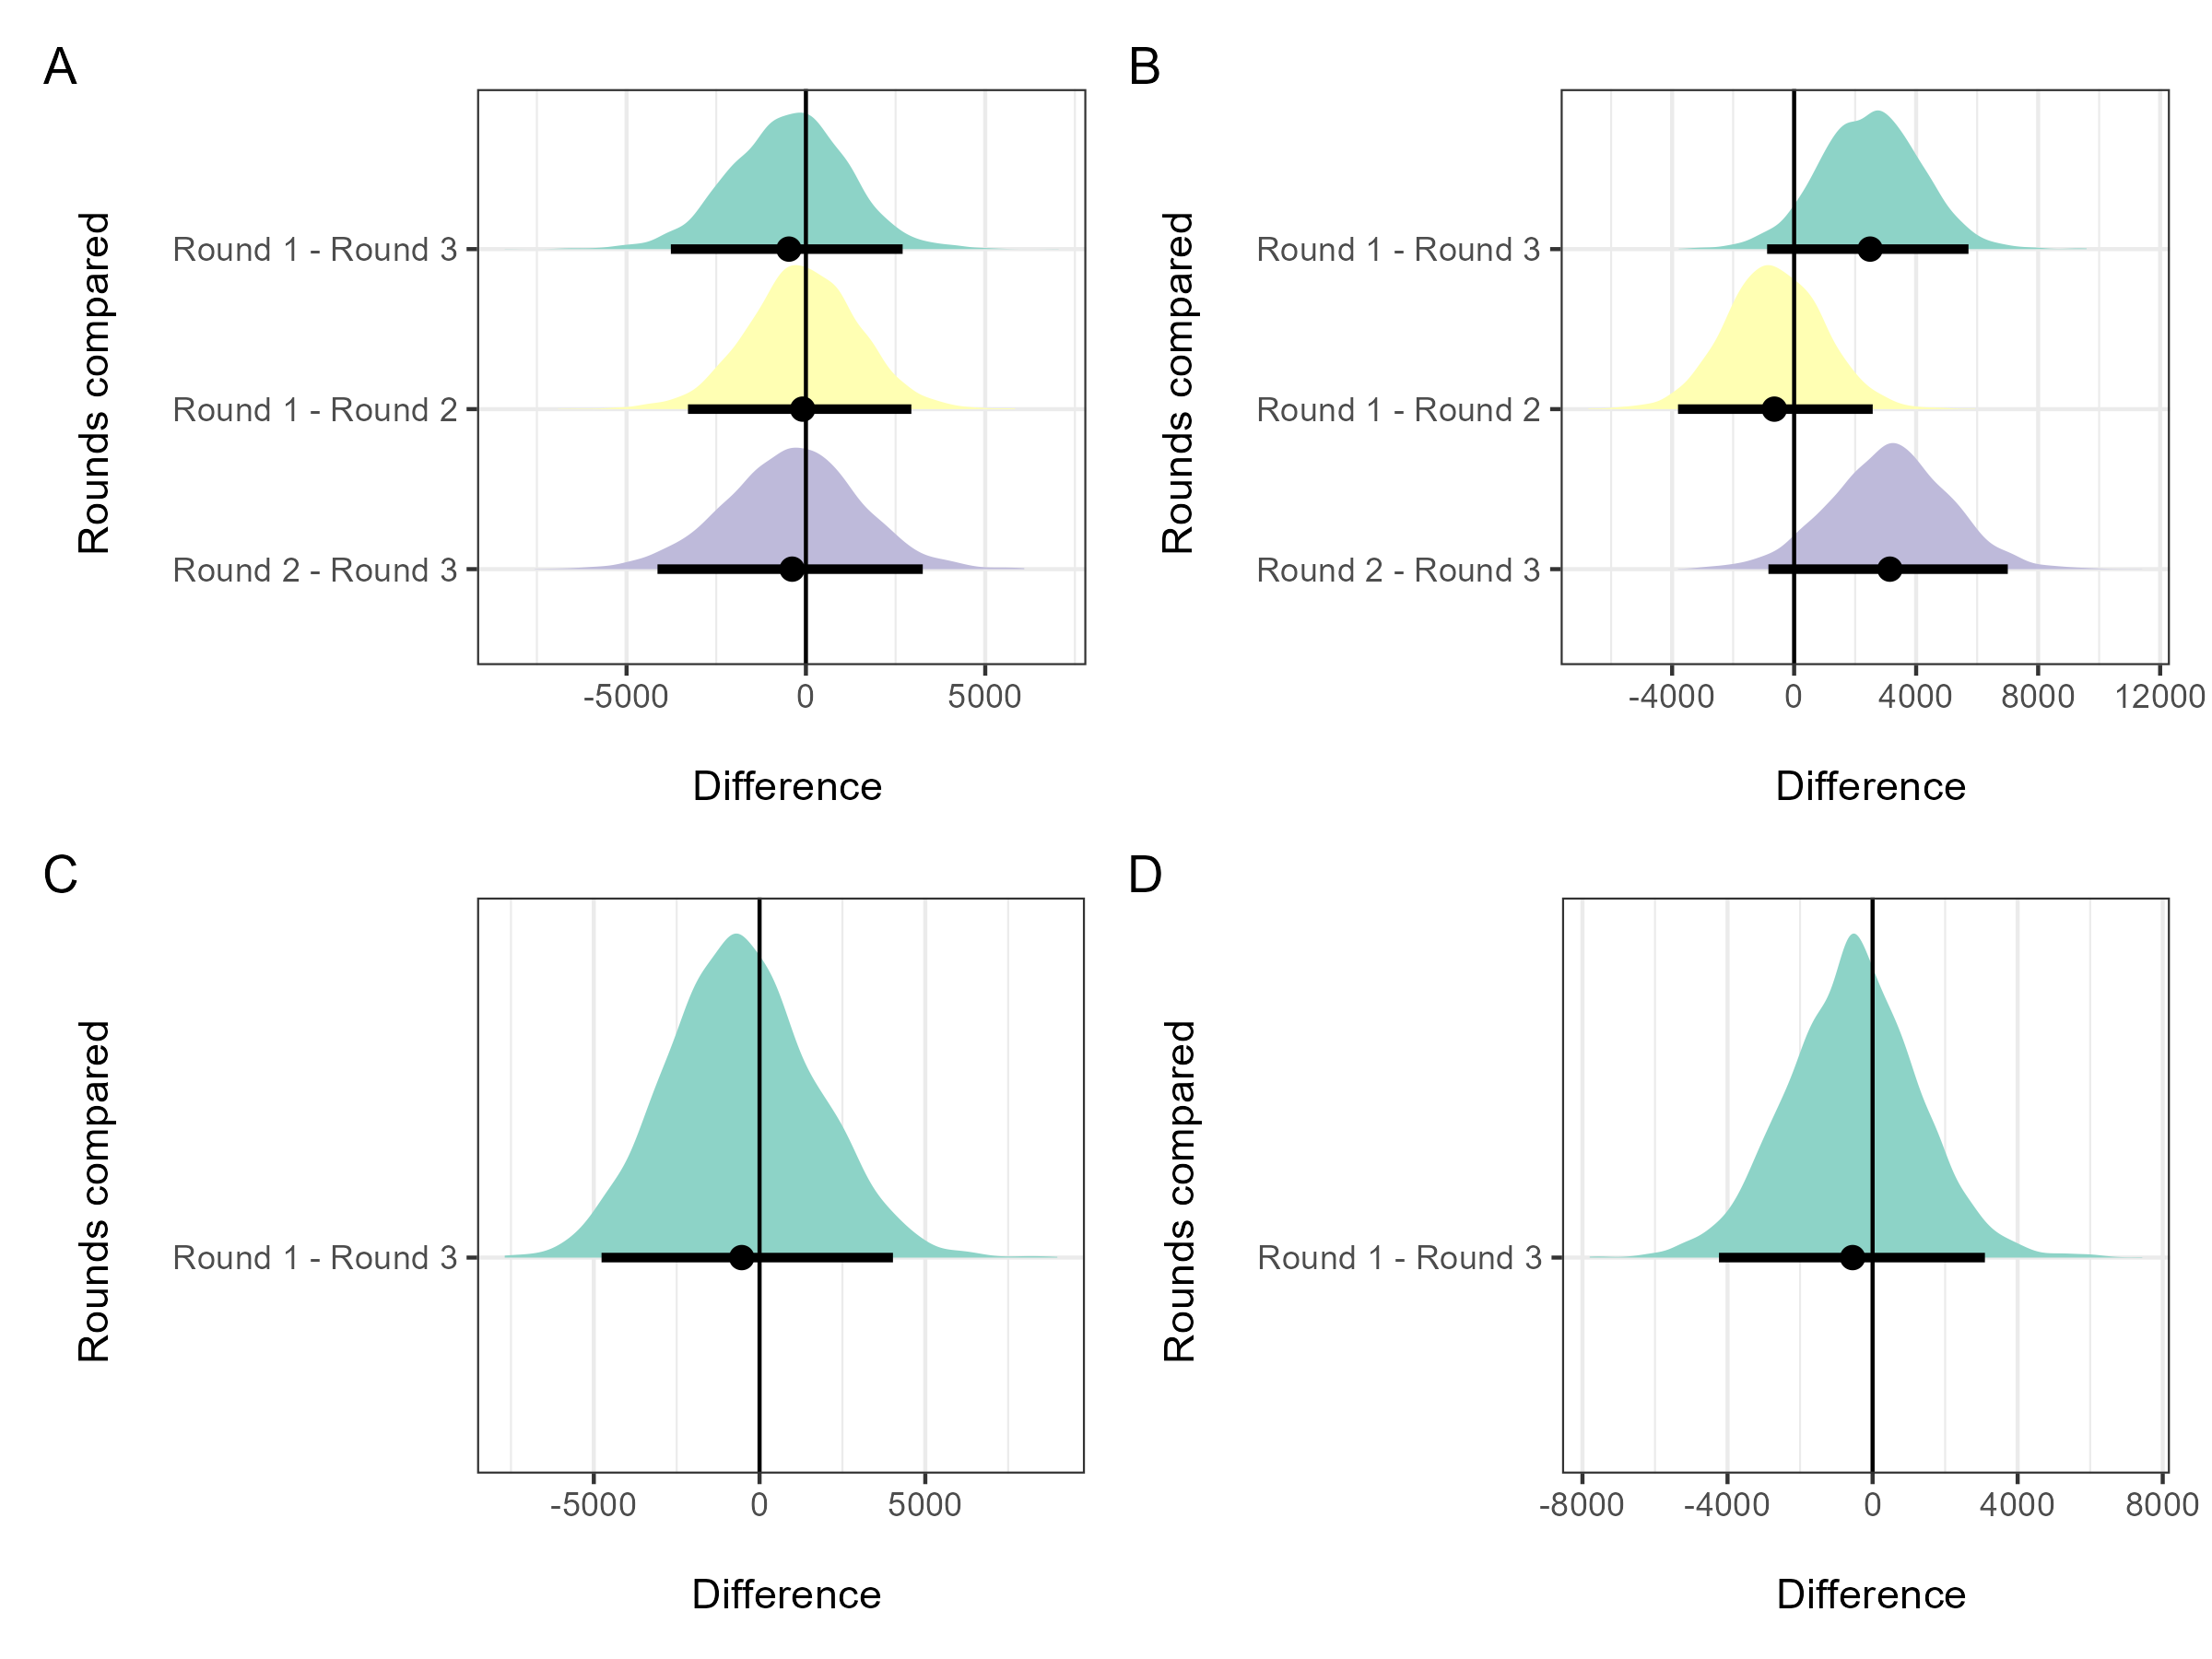 A
Rounds compared
Round 1 - Round 3
Round 1 - Round 2
Round 2 - Round 3
-5000 0 5000
Difference
B
Rounds compared
Round 1 - Round 3
Round 1 - Round 2
Round 2 - Round 3
-4000 0 4000 8000 12000
Difference
C
Rounds compared
Round 1 - Round 3
-5000 0 5000
Difference
D
Rounds compared
Round 1 - Round 3
-8000 -4000 0 4000 8000
Difference